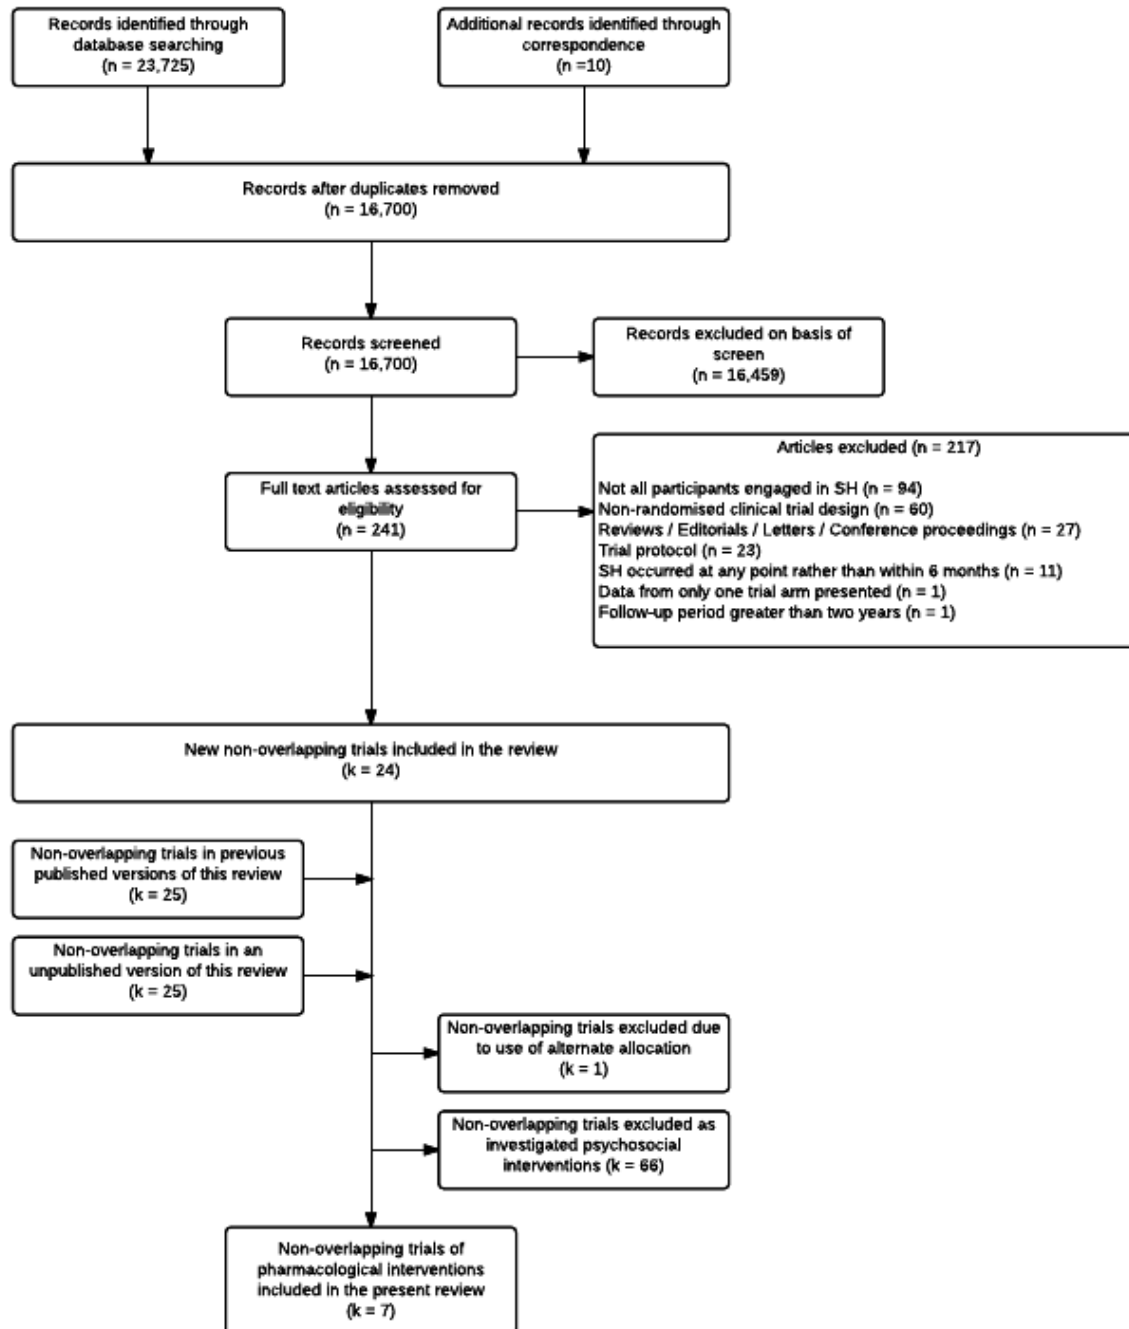 Records identified through
database searching
(n = 23,725)
Additional records identified through
correspondence
(n =10)
Records after duplicates removed
(n = 16,700)
Records screened
(n = 16,700)
Records excluded on basis of
screen
(n = 16,459)
Full text articles assessed for
eligibility
(n = 241)
Articles excluded (n = 217)
Not all participants engaged in SH (n = 94)
Non-randomised clinical trial design (n = 60)
Reviews / Editorials / Letters / Conference proceedings (n = 27)
Trial protocol (n = 23)
SH occurred at any point rather than within 6 months (n = 11)
Data from only one trial arm presented (n = 1)
Follow-up period greater than two years (n = 1)
New non-overlapping trials included in the review
(k = 24)
Non-overlapping trials in previous
published versions of this review
(k = 25)
Non-overlapping trials in an
unpublished version of this review
(k = 25)
Non-overlapping trials excluded due
to use of alternate allocation
(k = 1)
Non-overlapping trials excluded as
investigated psychosocial
interventions (k = 66)
Non-overlapping trials of
pharmacological interventions
included in the present review
(k = 7)